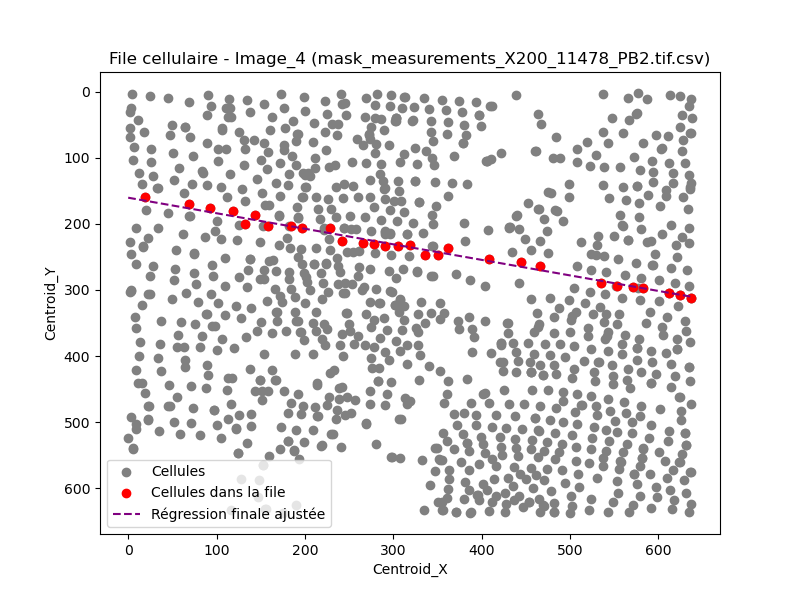 File cellulaire - Image_4 (mask_measurements_X200_11478_PB2.tif.csv)
0
100
200
300
400
500
600
Centroid_Y
Cellules
Cellules dans la file
Régression finale ajustée
0 100 200 300 400 500 600
Centroid_X